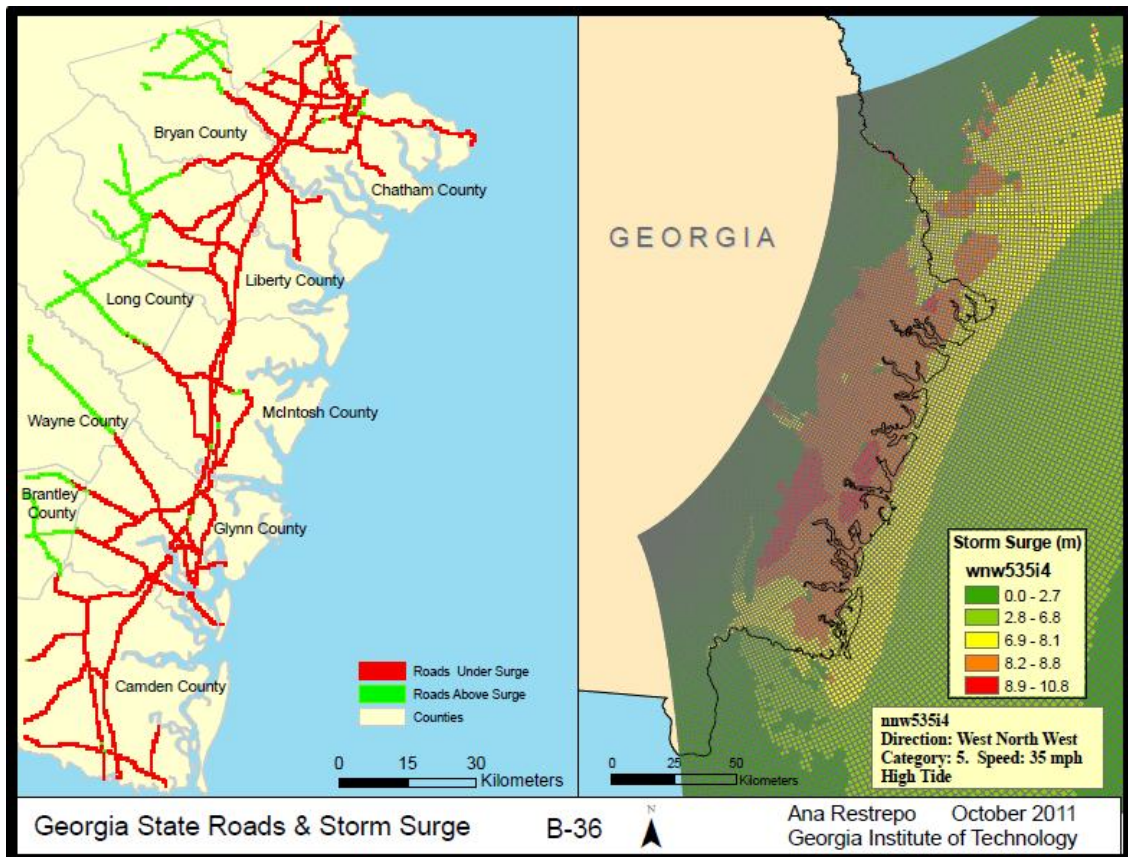 Bryan County
Chatham County
Liberty County
Long County
McIntosh County
Wayne County
Brantley
County
Glynn County
Camden County
Roads Under Surge
Roads Above Surge
Counties
0 15 30
Kilometers
GEORGIA
Storm Surge (m)
wnw535i4
0.0 - 2.7
2.8 - 6.8
6.9 - 8.1
8.2 - 8.8
8.9 - 10.8
nnw535i4
Direction: West North West
Category: 5. Speed: 35 mph
High Tide
0 25 50
Kilometers
Georgia State Roads & Storm Surge
B-36
N
Ana Restrepo October 2011
Georgia Institute of Technology